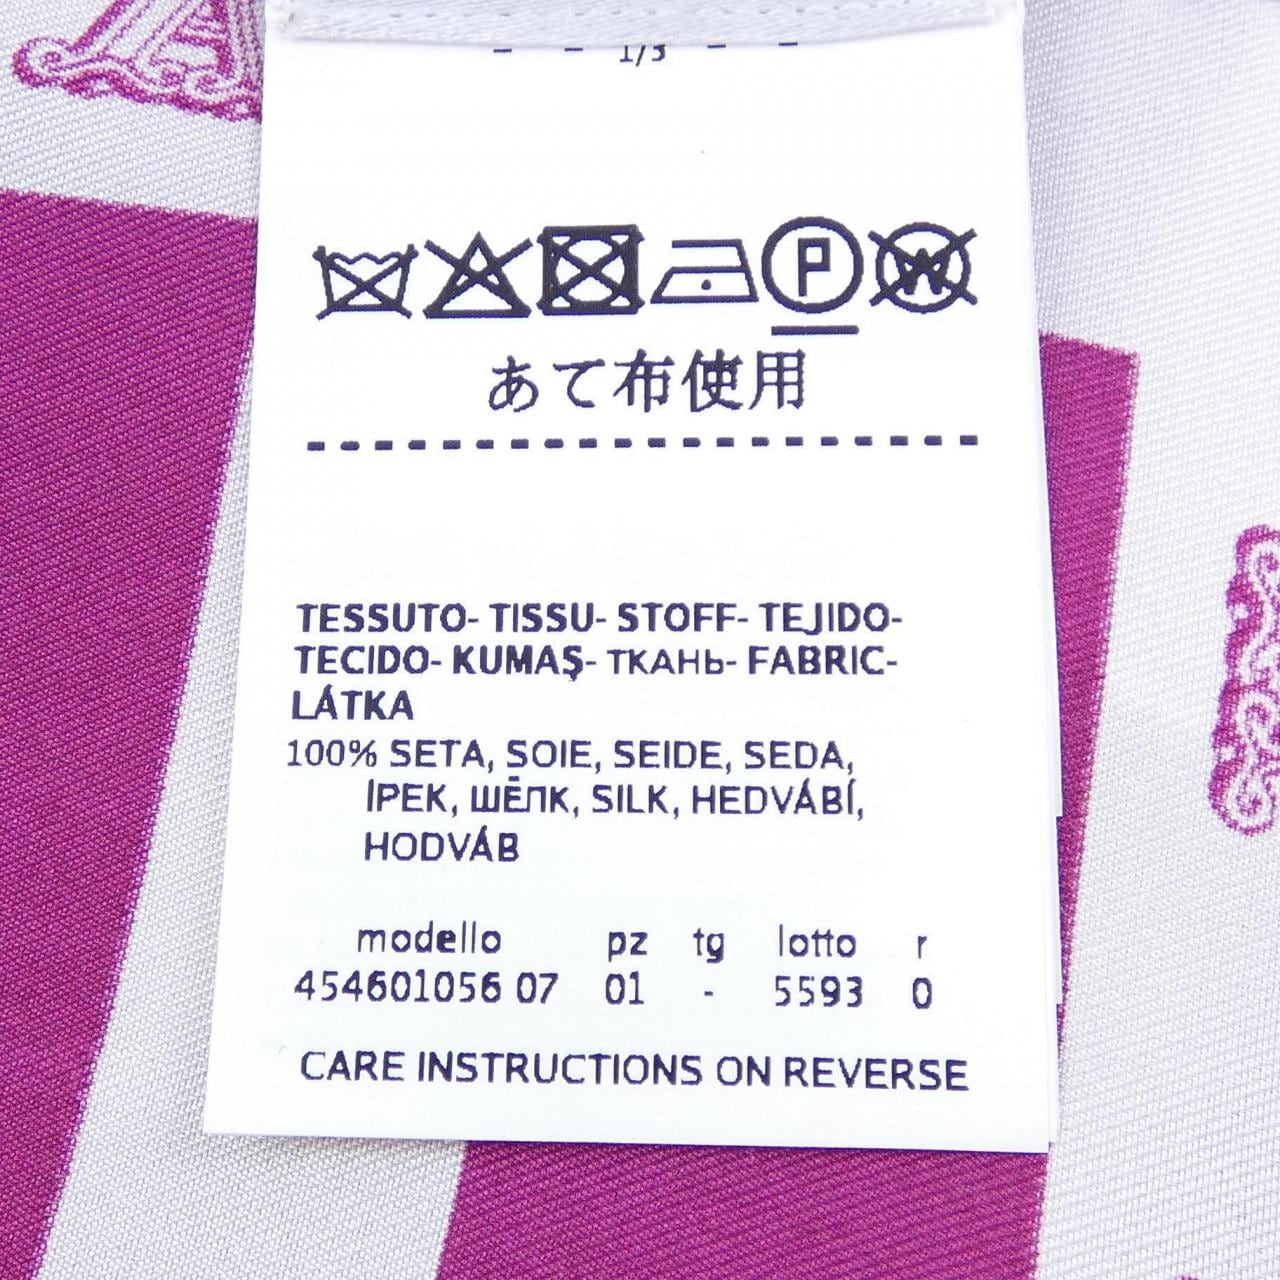 - - 1/3 - -
P W
あて布使用
TESSUTO- TISSU- STOFF- TEJIDO-
TECIDO- KUMAŞ- ТКАНЬ- FABRIC-
LÁTKA
100% SETA, SOIE, SEIDE, SEDA,
İPEK, ШЁЛК, SILK, HEDVÁBÍ,
HODVÁB
modello pz tg lotto r
454601056 07 01 - 5593 0
CARE INSTRUCTIONS ON REVERSE